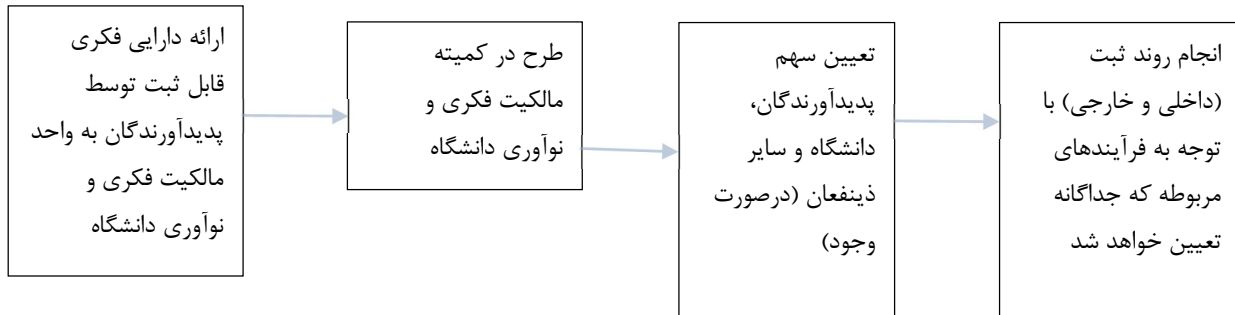 ارائه دارایی فکری
قابل ثبت توسط
پدیدآورندگان به واحد
مالکیت فکری و
نوآوری دانشگاه
طرح در کمیته
مالکیت فکری و
نوآوری دانشگاه
تعیین سهم
پدیدآورندگان،
دانشگاه و سایر
ذینفعان (درصورت
وجود)
انجام روند ثبت
(داخلی و خارجی) با
توجه به فرآیندهای
مربوطه که جداگانه
تعیین خواهد شد